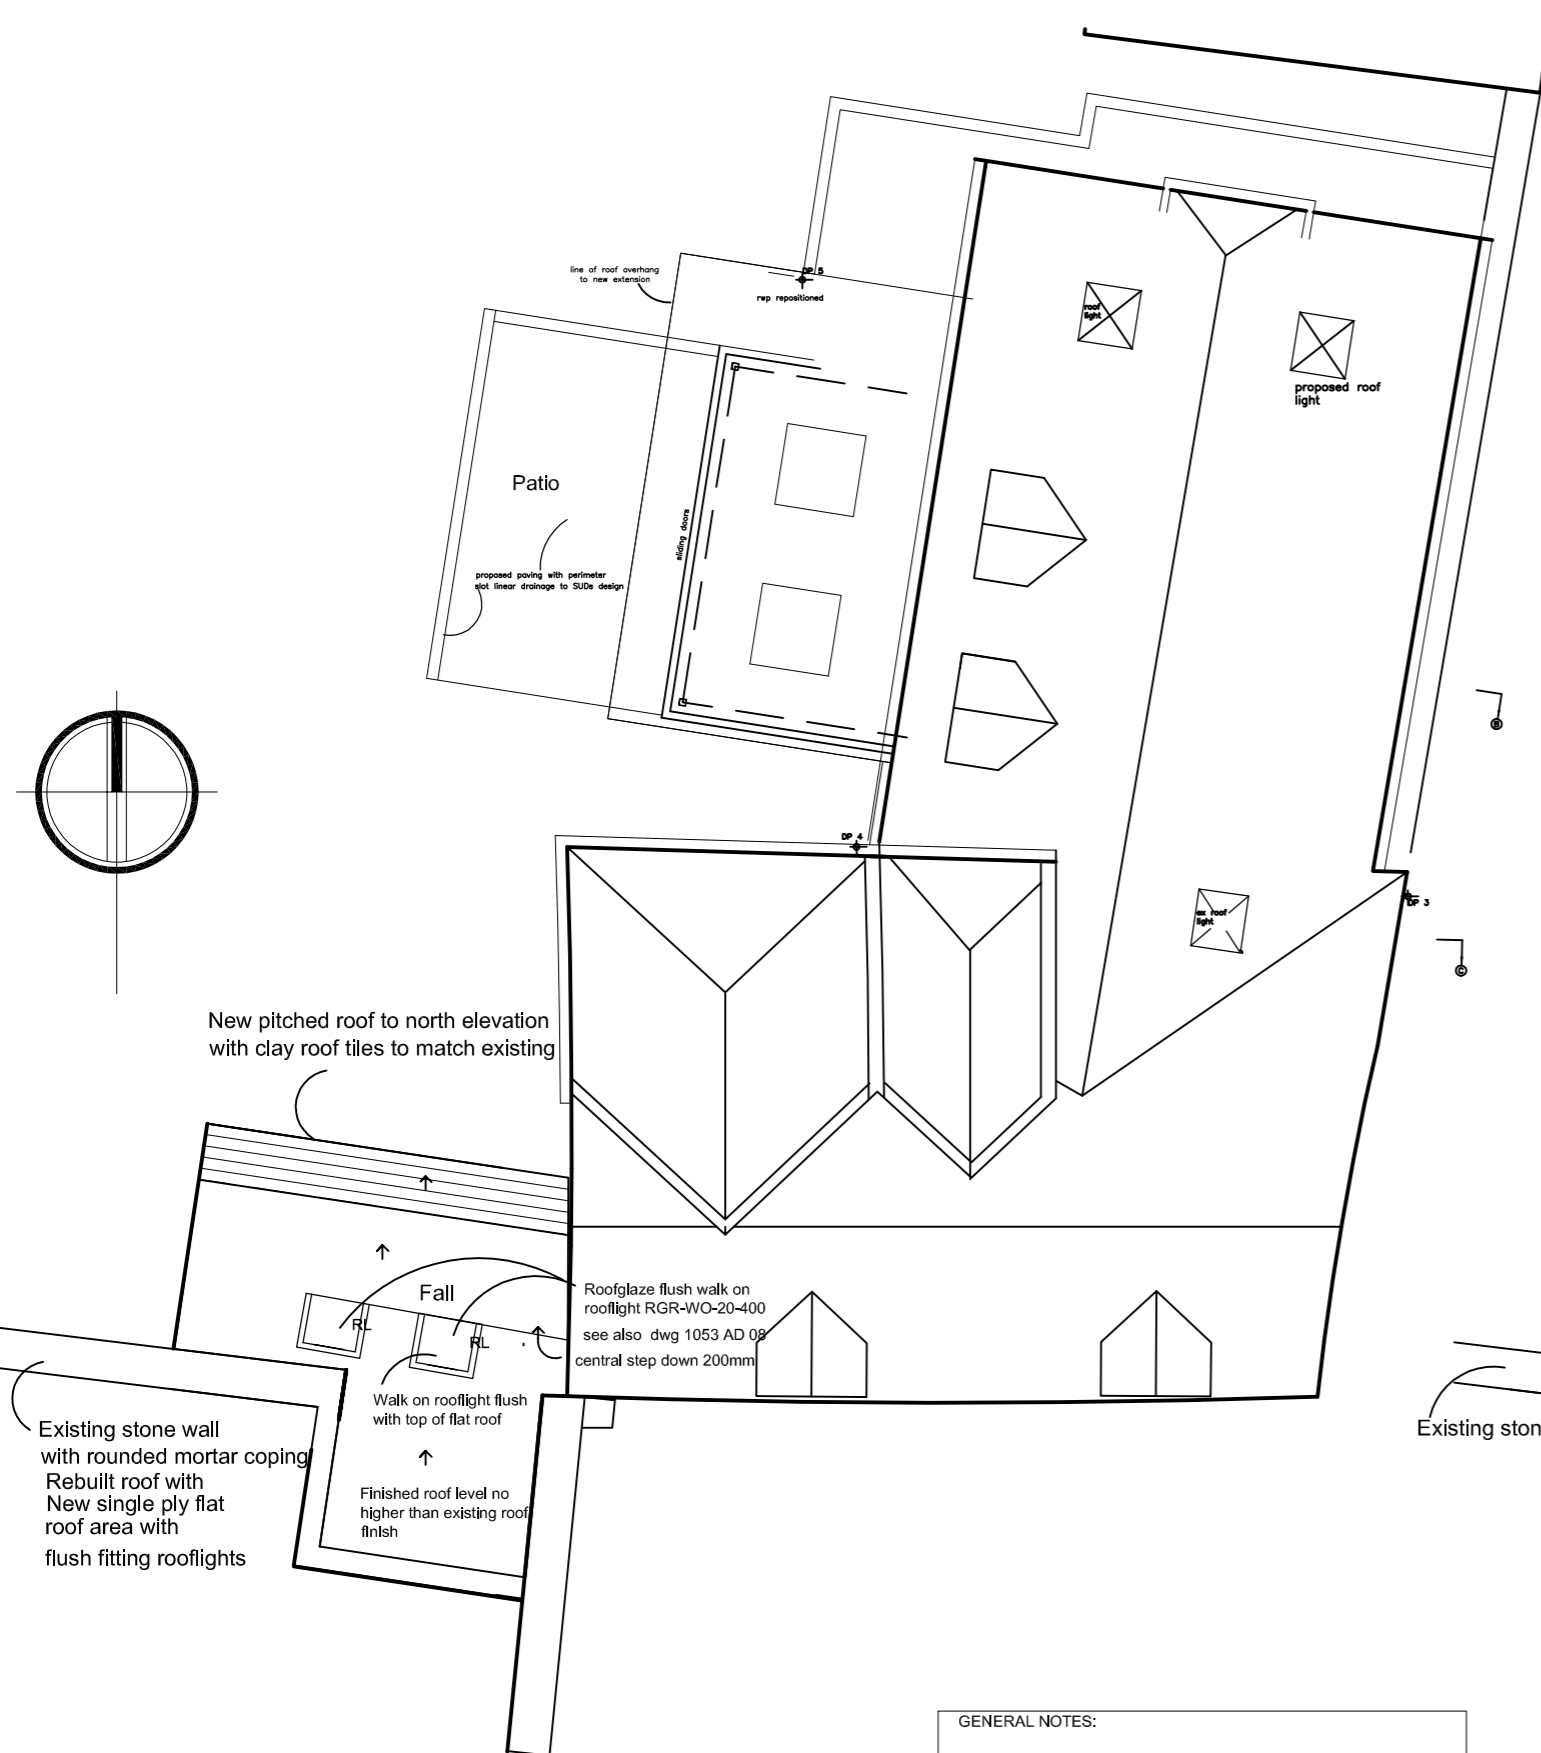 line of roof overhang
to new extension
DP 5
rwp repositioned
roof
light
proposed roof
light
Patio
sliding doors
proposed paving with perimeter
slot linear drainage to SUDs design
B
DP 4
ex roof
light
DP 3
C
New pitched roof to north elevation
with clay roof tiles to match existing
Fall
RL
RL
Roofglaze flush walk on
rooflight RGR-WO-20-400
see also dwg 1053 AD 08
central step down 200mm
Walk on rooflight flush
with top of flat roof
Finished roof level no
higher than existing roof
finish
Existing stone wall
with rounded mortar coping
Rebuilt roof with
New single ply flat
roof area with
flush fitting rooflights
Existing ston
GENERAL NOTES: